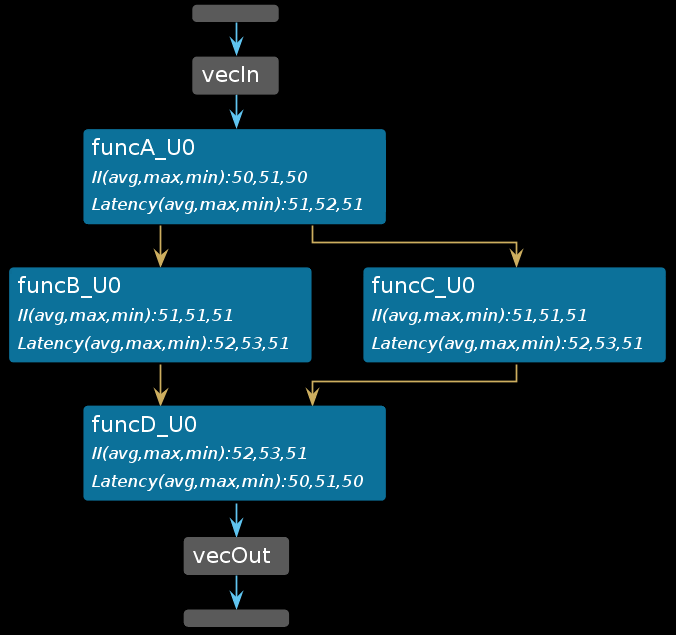 vecIn
funcA_U0
II(avg,max,min):50,51,50
Latency(avg,max,min):51,52,51
funcB_U0
II(avg,max,min):51,51,51
Latency(avg,max,min):52,53,51
funcC_U0
II(avg,max,min):51,51,51
Latency(avg,max,min):52,53,51
funcD_U0
II(avg,max,min):52,53,51
Latency(avg,max,min):50,51,50
vecOut